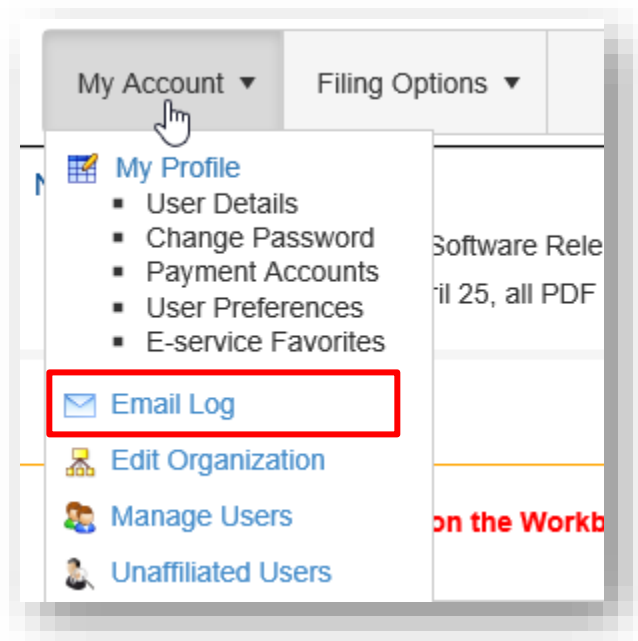 My Account ▼ Filing Options ▼
My Profile
▪ User Details
▪ Change Password
Software Rele
▪ Payment Accounts
ril 25, all PDF
▪ User Preferences
▪ E-service Favorites
Email Log
Edit Organization
Manage Users
on the Workb
Unaffiliated Users